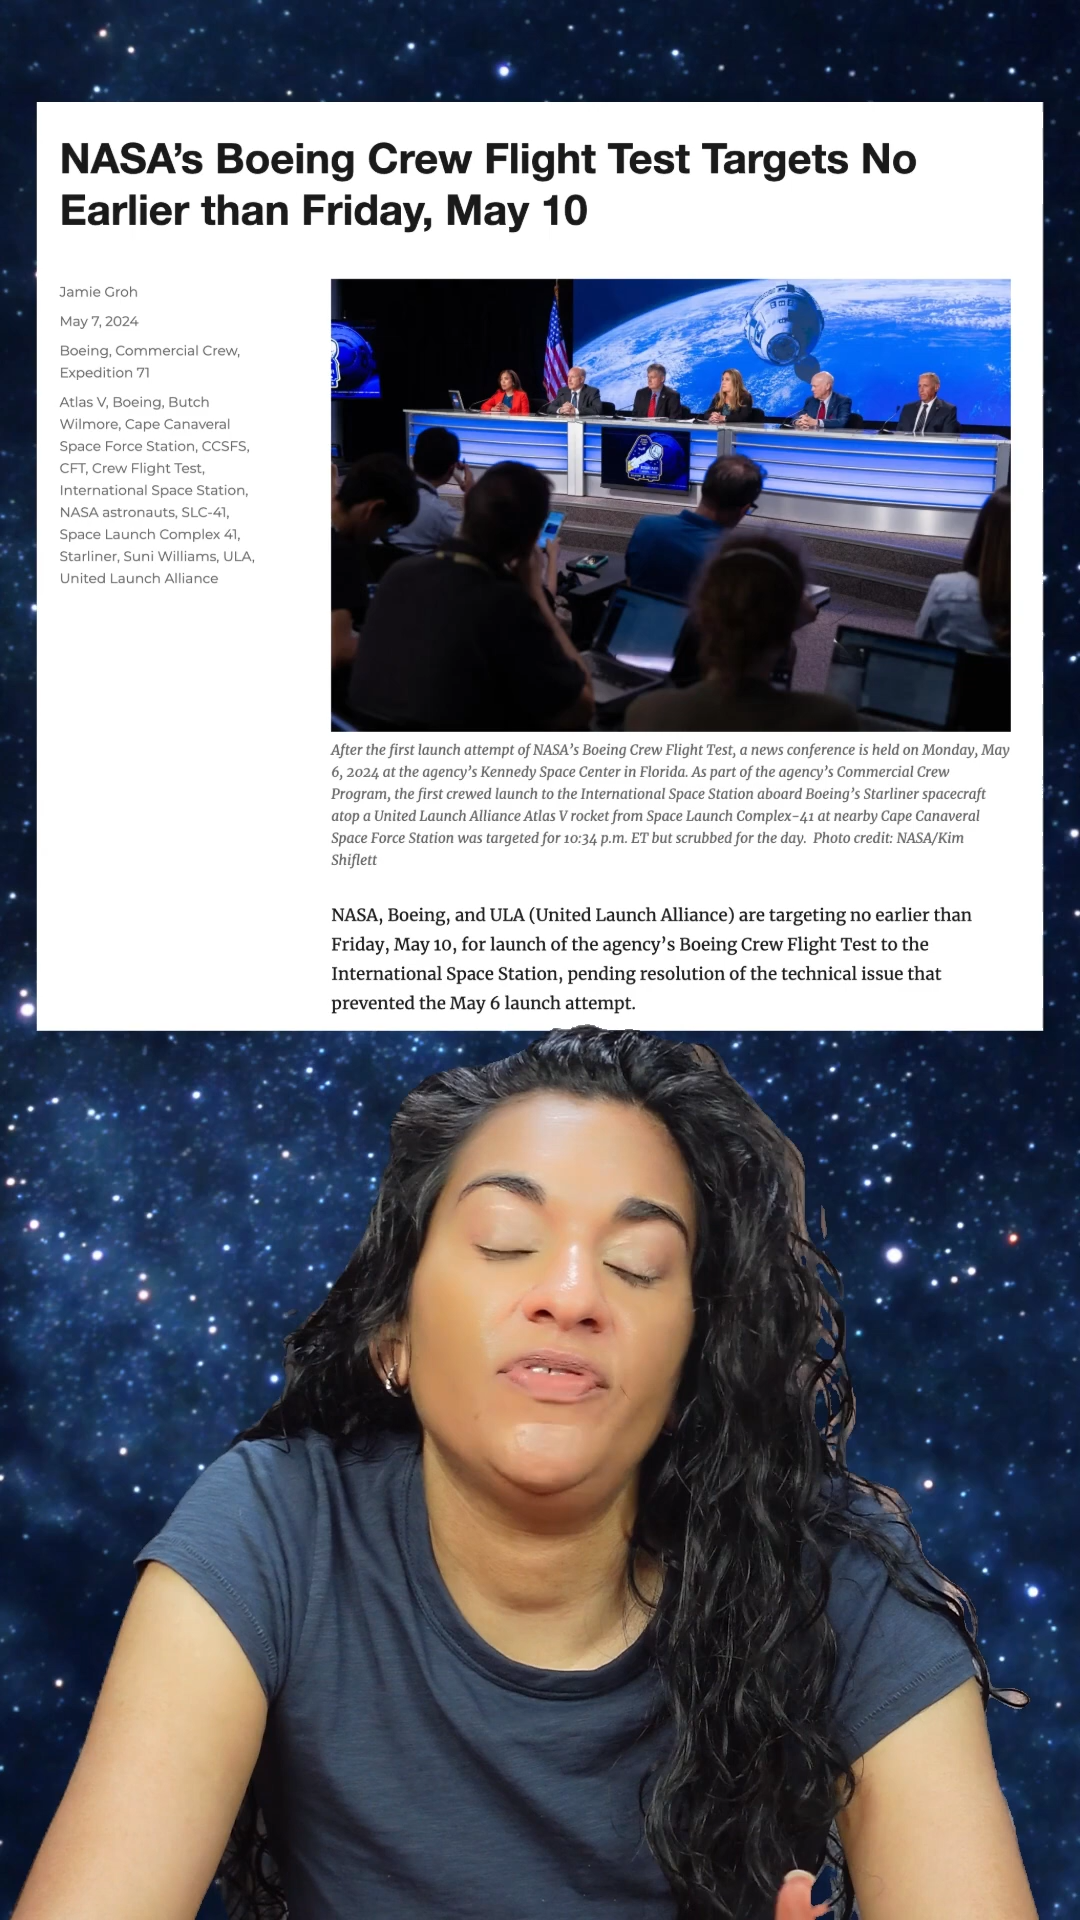 NASA’s Boeing Crew Flight Test Targets No
Earlier than Friday, May 10
Jamie Groh
May 7, 2024
Boeing, Commercial Crew,
Expedition 71
Atlas V, Boeing, Butch
Wilmore, Cape Canaveral
Space Force Station, CCSFS,
CFT, Crew Flight Test,
International Space Station,
NASA astronauts, SLC-41,
Space Launch Complex 41,
Starliner, Suni Williams, ULA,
United Launch Alliance
After the first launch attempt of NASA’s Boeing Crew Flight Test, a news conference is held on Monday, May
6, 2024 at the agency’s Kennedy Space Center in Florida. As part of the agency’s Commercial Crew
Program, the first crewed launch to the International Space Station aboard Boeing’s Starliner spacecraft
atop a United Launch Alliance Atlas V rocket from Space Launch Complex-41 at nearby Cape Canaveral
Space Force Station was targeted for 10:34 p.m. ET but scrubbed for the day.  Photo credit: NASA/Kim
Shiflett
NASA, Boeing, and ULA (United Launch Alliance) are targeting no earlier than
Friday, May 10, for launch of the agency’s Boeing Crew Flight Test to the
International Space Station, pending resolution of the technical issue that
prevented the May 6 launch attempt.